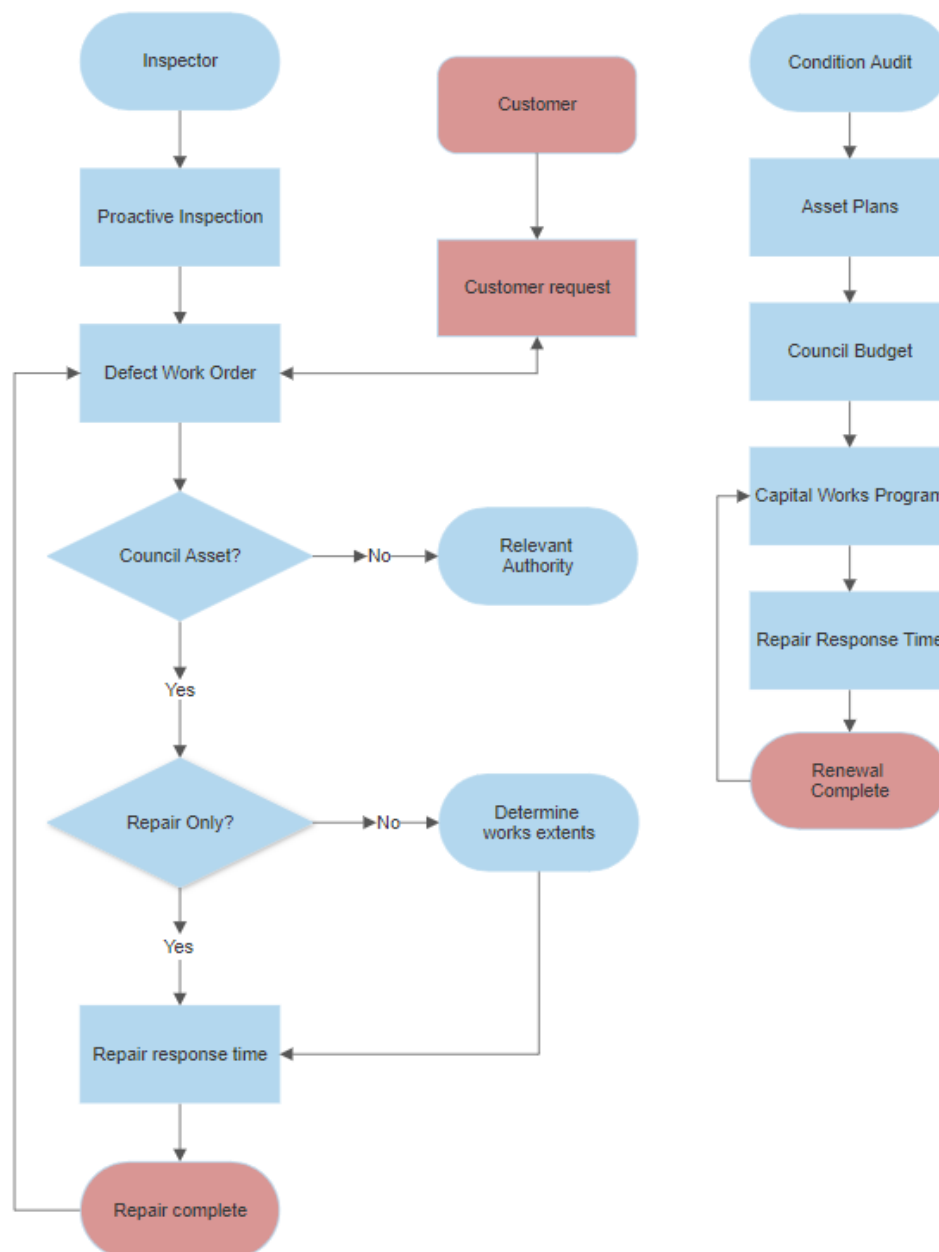 Inspector
Proactive Inspection
Defect Work Order
Council Asset?
No
Relevant
Authority
Yes
Repair Only?
No
Determine
works extents
Yes
Repair response time
Repair complete
Customer
Customer request
Condition Audit
Asset Plans
Council Budget
Capital Works Program
Repair Response Time
Renewal
Complete